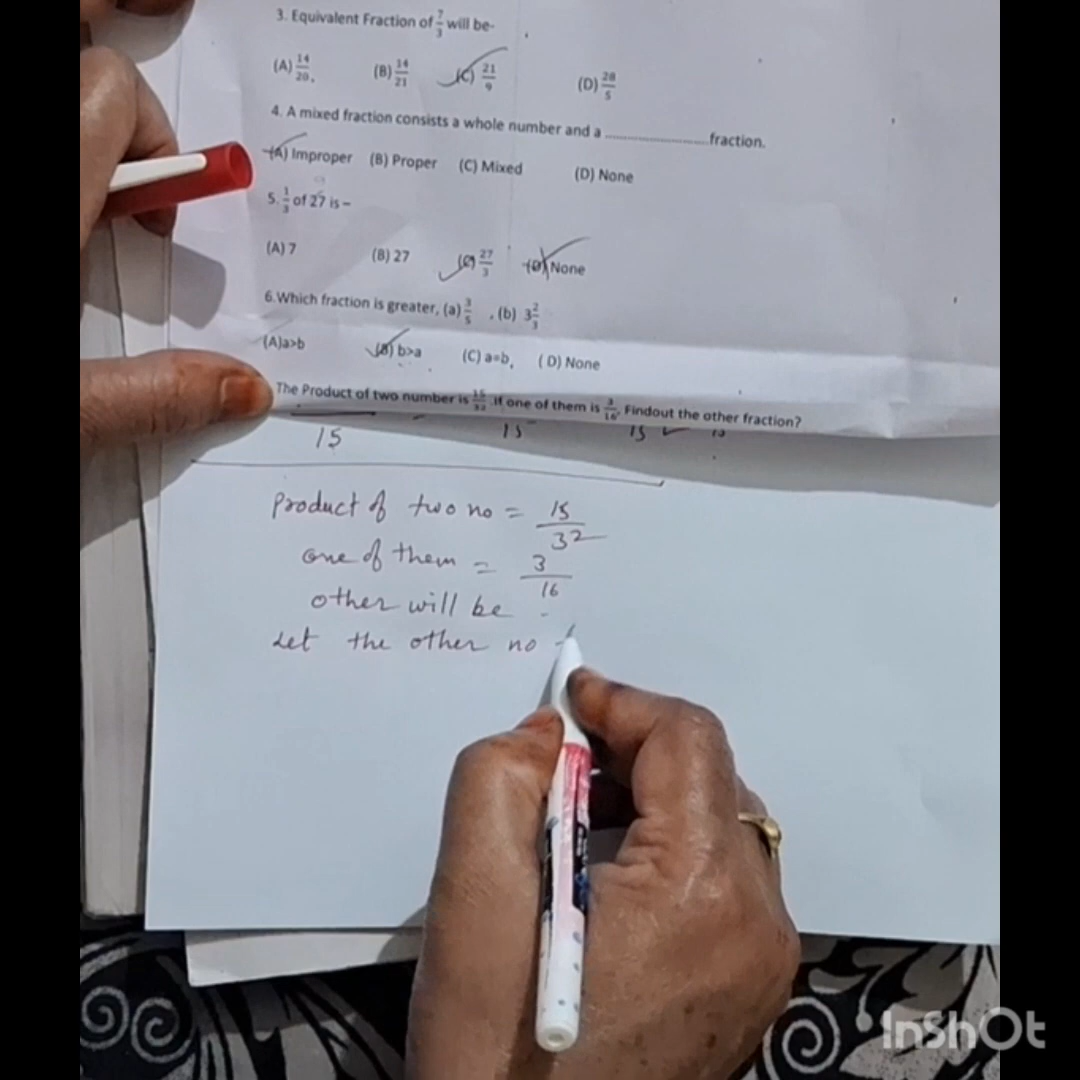 3. Equivalent Fraction of 7/3 will be-
(A) 14/20, (B) 14/21 (C) 21/9 (D) 28/5
4. A mixed fraction consists a whole number and a ........................ fraction.
(A) Improper (B) Proper (C) Mixed (D) None
5. 1/3 of 27 is –
(A) 7 (B) 27 (C) 27/3 (D) None
6.Which fraction is greater, (a) 3/5 , (b) 3 2/3
(A)a>b (B) b>a (C) a=b, ( D) None
The Product of two number is 15/32 .If one of them is 3/16, Findout the other fraction?
15 15 15
Product of two no = 15/32
one of them = 3/16
other will be
Let the other no
InShOt